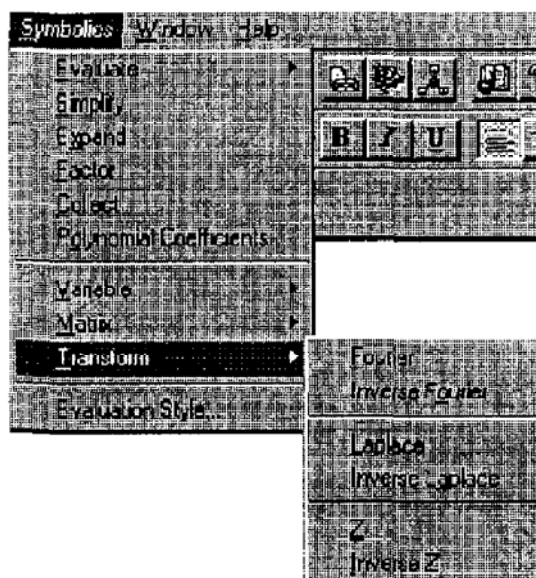 Symbolics Window Help
Evaluate
Simplify
Expand
Factor
Collect
Polynomial Coefficients
Variable
Matrix
Transform
Evaluation Style...
B I U
Fourier
Inverse Fourier
Laplace
Inverse Laplace
Z
Inverse Z